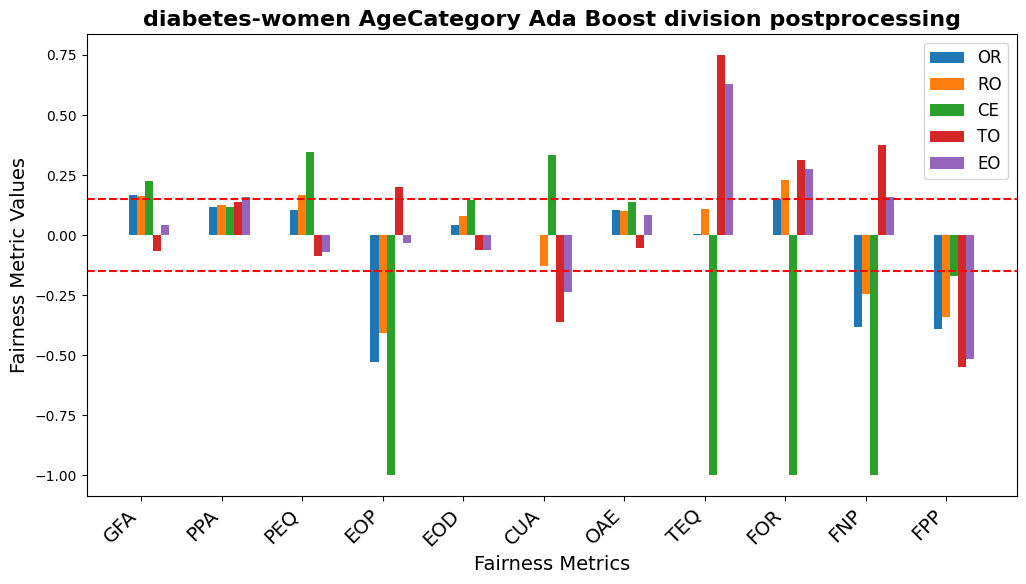 diabetes-women AgeCategory Ada Boost division postprocessing
Fairness Metric Values
0.75
0.50
0.25
0.00
−0.25
−0.50
−0.75
−1.00
OR
RO
CE
TO
EO
GFA
PPA
PEQ
EOP
EOD
CUA
OAE
TEQ
FOR
FNP
FPP
Fairness Metrics